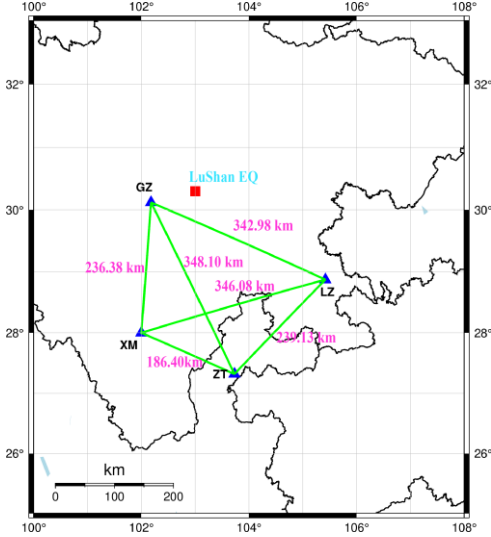 100° 102° 104° 106° 108°
32° 32°
LuShan EQ
GZ
30° 30°
342.98 km
236.38 km 348.10 km
346.08 km
LZ
28° 28°
XM 239.13 km
186.40km
ZT
26° 26°
km
0 100 200
100° 102° 104° 106° 108°